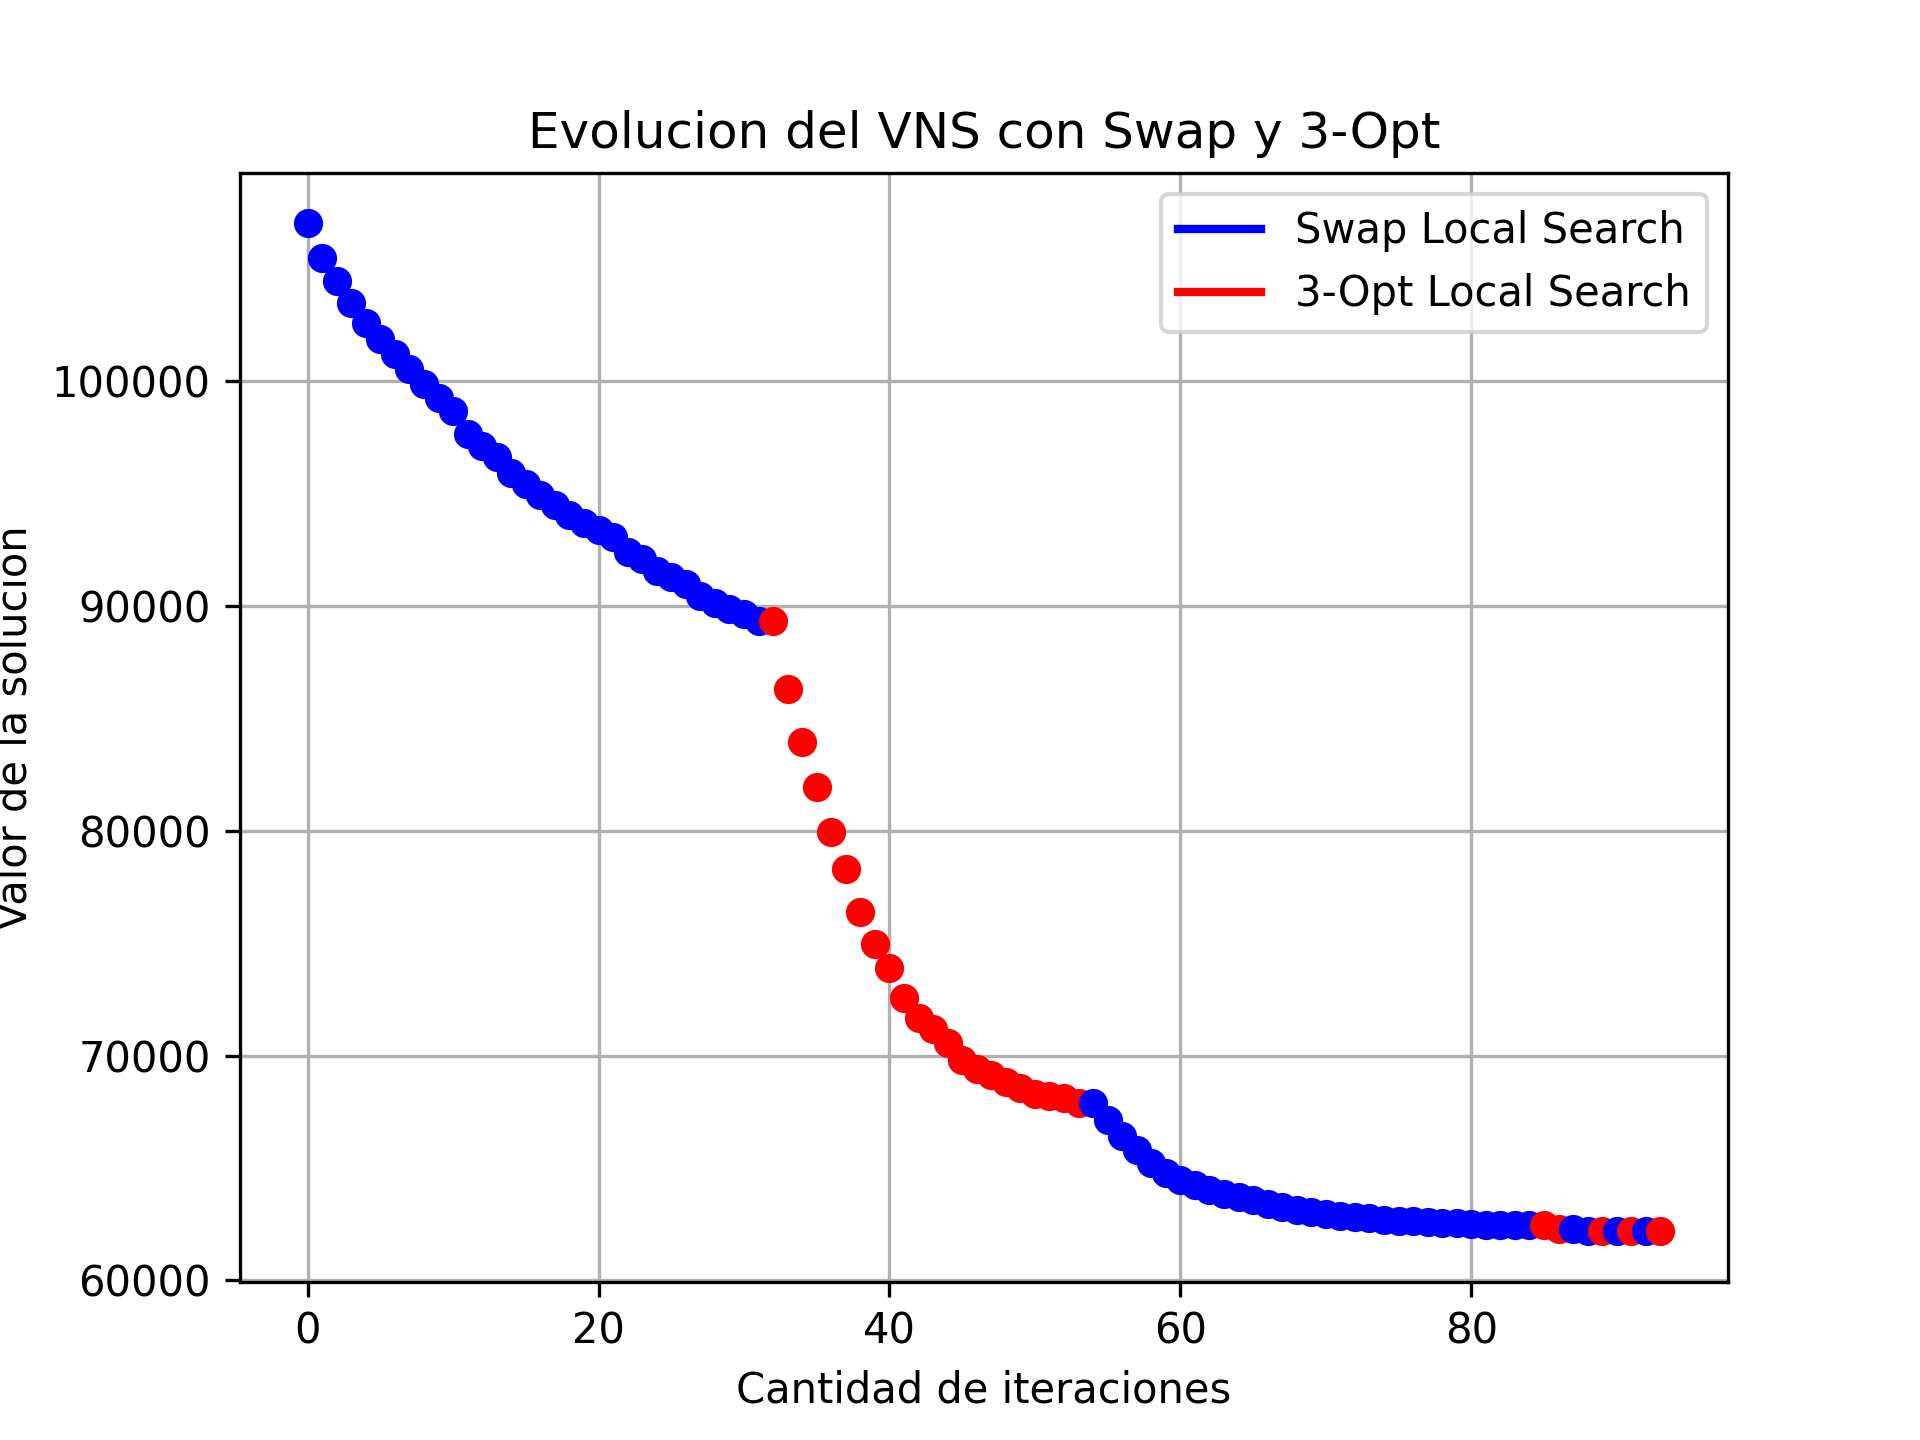 Evolucion del VNS con Swap y 3-Opt
Swap Local Search
3-Opt Local Search
Valor de la solucion
100000
90000
80000
70000
60000
0 20 40 60 80
Cantidad de iteraciones